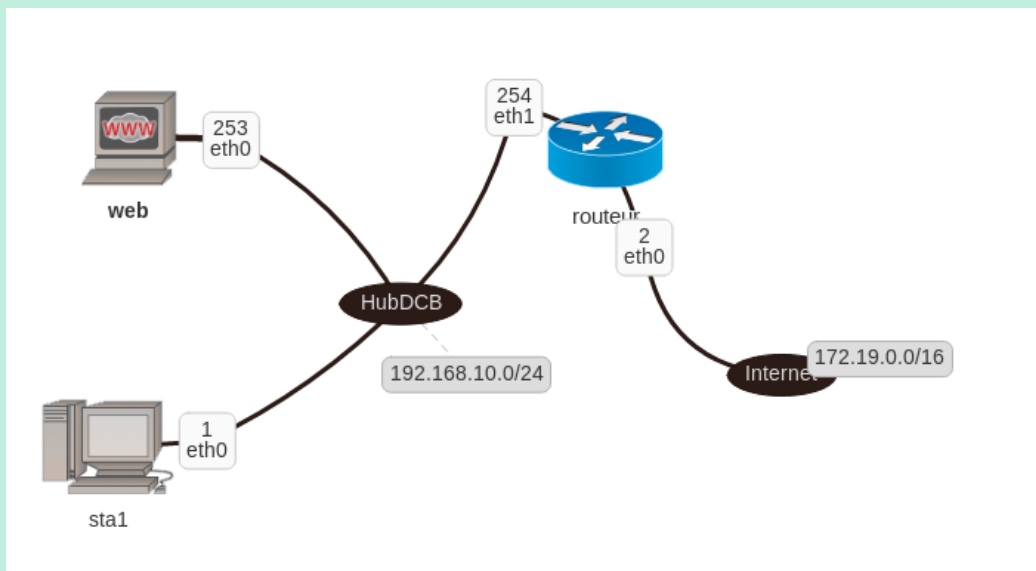 254
eth1
WWW
253
eth0
web
routeur
2
eth0
HubDCB
192.168.10.0/24
Internet
172.19.0.0/16
1
eth0
sta1